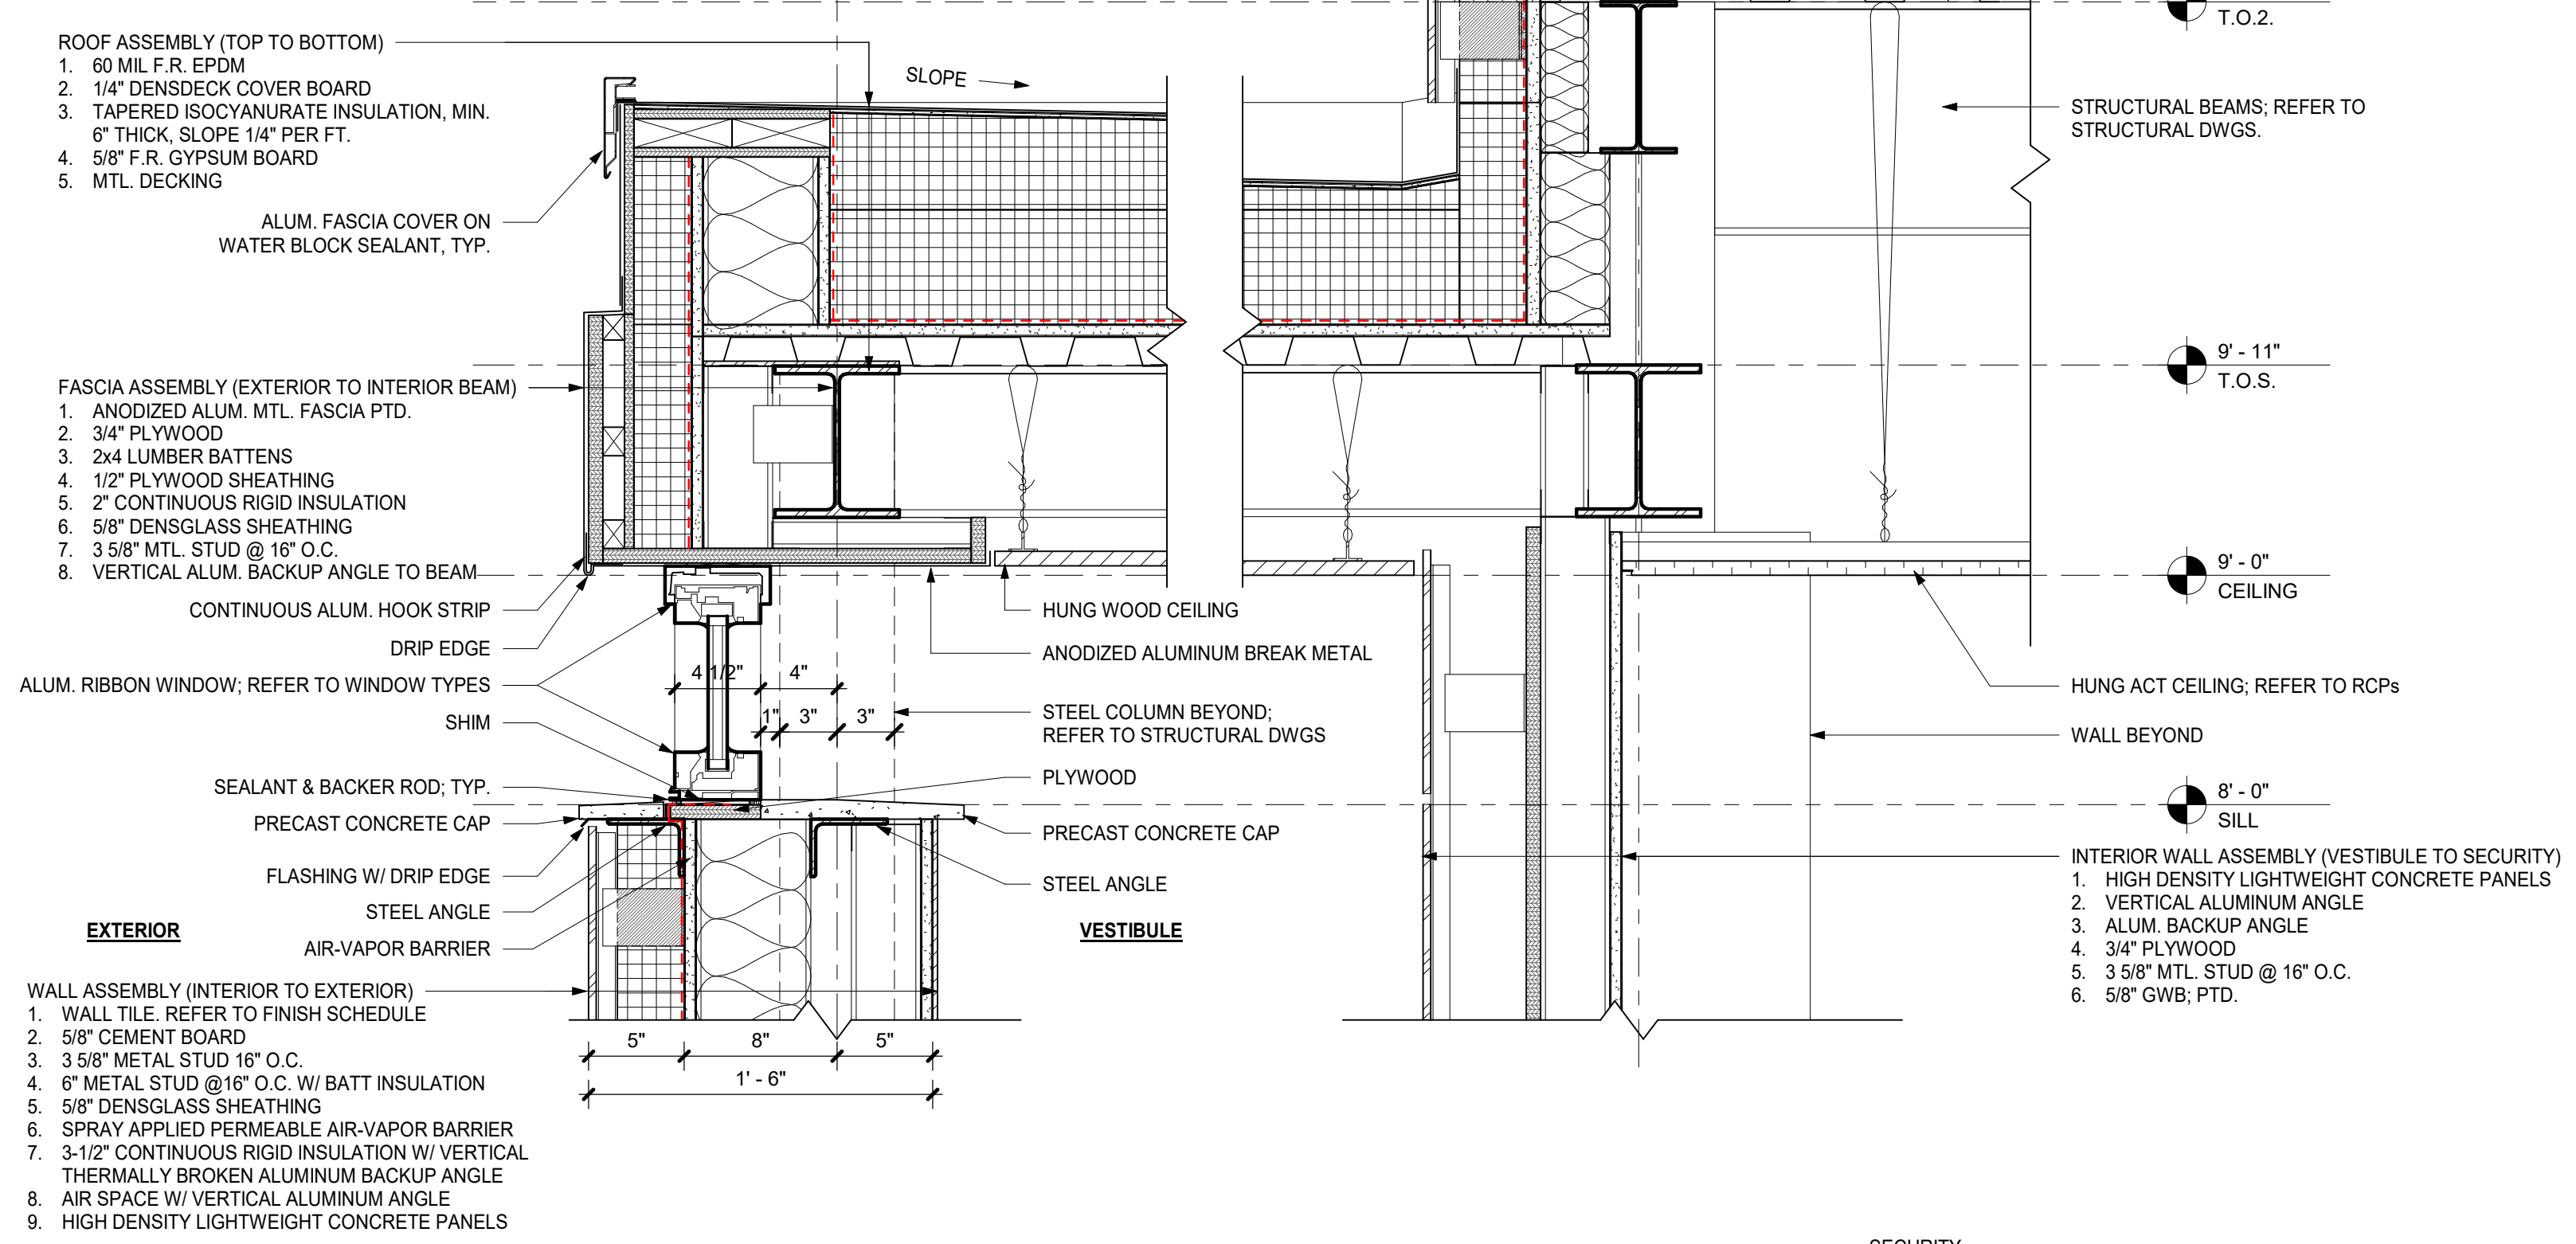 ROOF ASSEMBLY (TOP TO BOTTOM)
1. 60 MIL F.R. EPDM
2. 1/4" DENSDECK COVER BOARD
3. TAPERED ISOCYANURATE INSULATION, MIN.
6" THICK, SLOPE 1/4" PER FT.
4. 5/8" F.R. GYPSUM BOARD
5. MTL. DECKING
ALUM. FASCIA COVER ON
WATER BLOCK SEALANT, TYP.
FASCIA ASSEMBLY (EXTERIOR TO INTERIOR BEAM)
1. ANODIZED ALUM. MTL. FASCIA PTD.
2. 3/4" PLYWOOD
3. 2x4 LUMBER BATTENS
4. 1/2" PLYWOOD SHEATHING
5. 2" CONTINUOUS RIGID INSULATION
6. 5/8" DENSGLASS SHEATHING
7. 3 5/8" MTL. STUD @ 16" O.C.
8. VERTICAL ALUM. BACKUP ANGLE TO BEAM
CONTINUOUS ALUM. HOOK STRIP
DRIP EDGE
ALUM. RIBBON WINDOW; REFER TO WINDOW TYPES
SHIM
SEALANT & BACKER ROD; TYP.
PRECAST CONCRETE CAP
FLASHING W/ DRIP EDGE
STEEL ANGLE
EXTERIOR
AIR-VAPOR BARRIER
WALL ASSEMBLY (INTERIOR TO EXTERIOR)
1. WALL TILE. REFER TO FINISH SCHEDULE
2. 5/8" CEMENT BOARD
3. 3 5/8" METAL STUD 16" O.C.
4. 6" METAL STUD @16" O.C. W/ BATT INSULATION
5. 5/8" DENSGLASS SHEATHING
6. SPRAY APPLIED PERMEABLE AIR-VAPOR BARRIER
7. 3-1/2" CONTINUOUS RIGID INSULATION W/ VERTICAL
THERMALLY BROKEN ALUMINUM BACKUP ANGLE
8. AIR SPACE W/ VERTICAL ALUMINUM ANGLE
9. HIGH DENSITY LIGHTWEIGHT CONCRETE PANELS
SLOPE
4 1/2"
4"
1"
3"
3"
5"
8"
5"
1' - 6"
HUNG WOOD CEILING
ANODIZED ALUMINUM BREAK METAL
STEEL COLUMN BEYOND;
REFER TO STRUCTURAL DWGS
PLYWOOD
PRECAST CONCRETE CAP
STEEL ANGLE
VESTIBULE
T.O.2.
STRUCTURAL BEAMS; REFER TO
STRUCTURAL DWGS.
9' - 11"
T.O.S.
9' - 0"
CEILING
HUNG ACT CEILING; REFER TO RCPs
WALL BEYOND
8' - 0"
SILL
INTERIOR WALL ASSEMBLY (VESTIBULE TO SECURITY)
1. HIGH DENSITY LIGHTWEIGHT CONCRETE PANELS
2. VERTICAL ALUMINUM ANGLE
3. ALUM. BACKUP ANGLE
4. 3/4" PLYWOOD
5. 3 5/8" MTL. STUD @ 16" O.C.
6. 5/8" GWB; PTD.
SECURITY